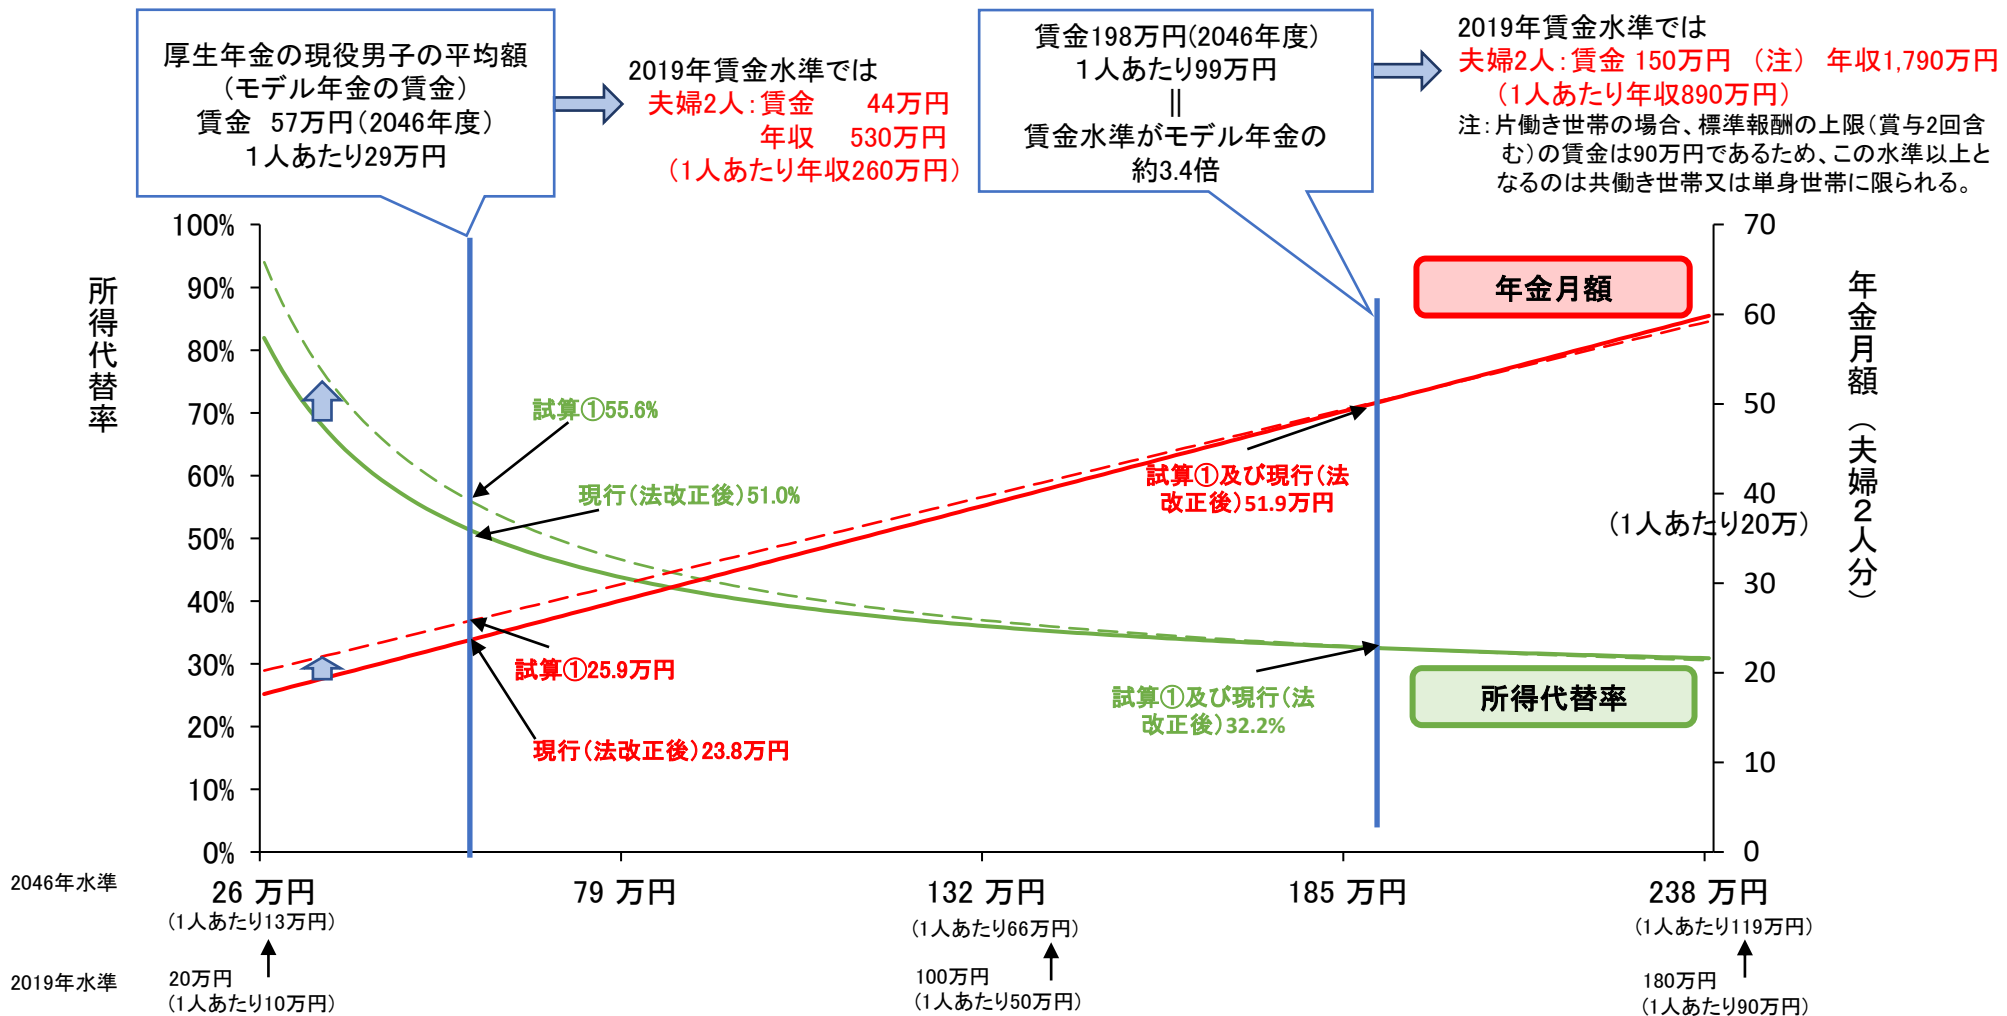 厚生年金の現役男子の平均額
（モデル年金の賃金）
賃金 57万円（2046年度）
1人あたり29万円
2019年賃金水準では
夫婦2人：賃金 44万円
年収 530万円
（1人あたり年収260万円）
賃金198万円（2046年度）
1人あたり99万円
||
賃金水準がモデル年金の
約3.4倍
2019年賃金水準では
夫婦2人：賃金 150万円 （注） 年収1,790万円
（1人あたり年収890万円）
注：片働き世帯の場合、標準報酬の上限（賞与2回含
む）の賃金は90万円であるため、この水準以上と
なるのは共働き世帯又は単身世帯に限られる。
所得代替率
100%
90%
80%
70%
60%
50%
40%
30%
20%
10%
0%
年金月額
試算①55.6%
現行（法改正後）51.0%
試算①25.9万円
現行（法改正後）23.8万円
試算①及び現行（法
改正後）51.9万円
試算①及び現行（法
改正後）32.2%
所得代替率
70
60
50
40
（1人あたり20万）
30
20
10
0
年金月額（夫婦２人分）
2046年水準
26 万円
79 万円
132 万円
185 万円
238 万円
（1人あたり13万円）
（1人あたり66万円）
（1人あたり119万円）
2019年水準
20万円
（1人あたり10万円）
100万円
（1人あたり50万円）
180万円
（1人あたり90万円）